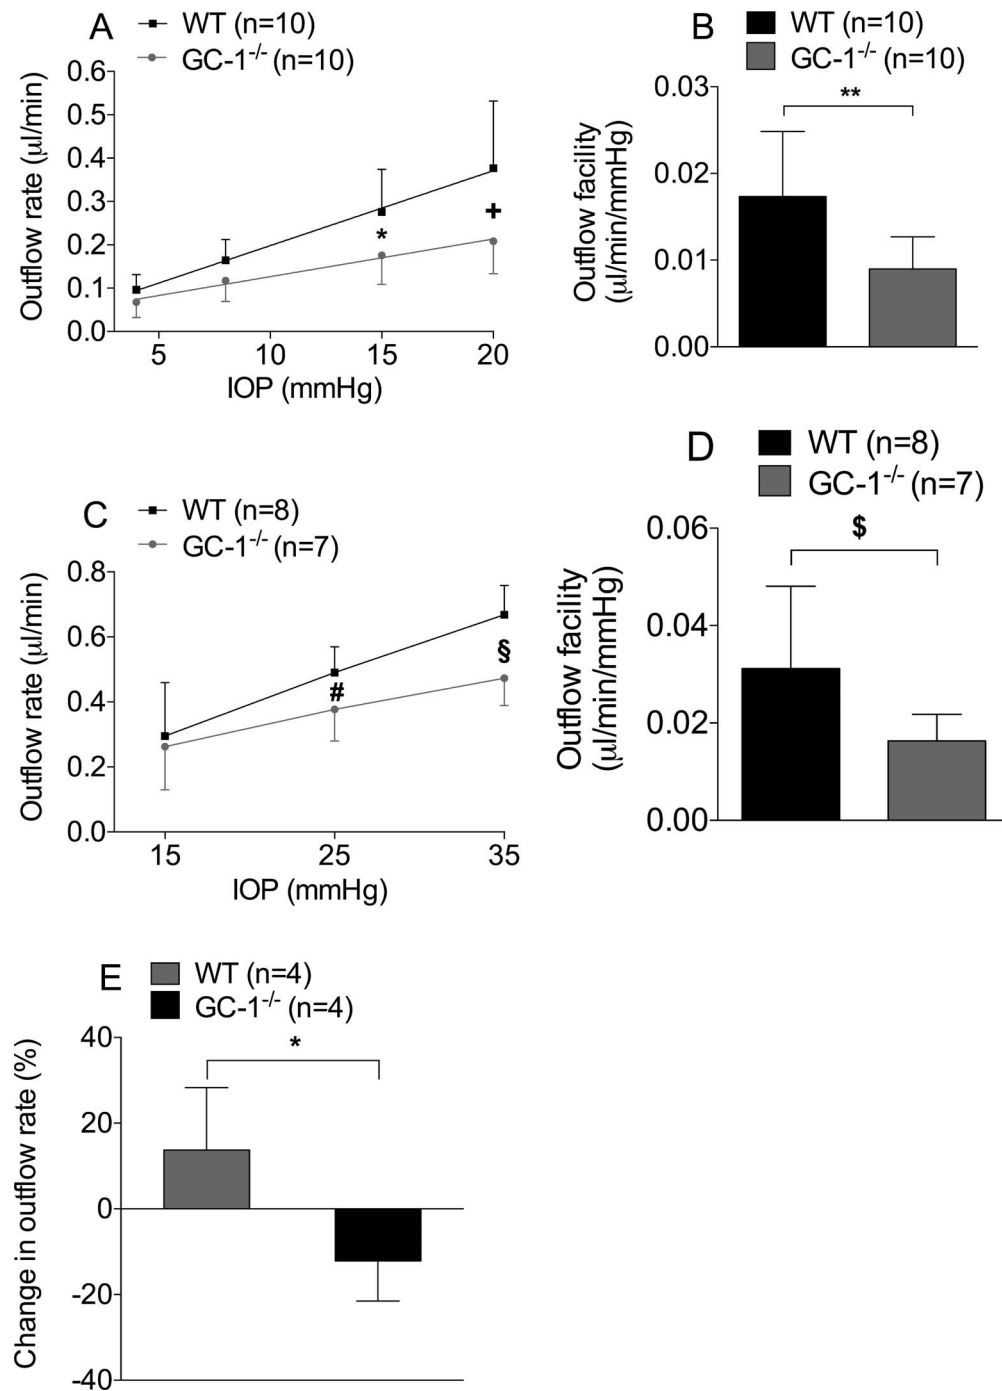 A
WT (n=10)
GC-1-/- (n=10)
Outflow rate (μl/min)
0.6
0.5
0.4
0.3
0.2
0.1
0.0
*
+
5 10 15 20
IOP (mmHg)
B
WT (n=10)
GC-1-/- (n=10)
Outflow facility
(μl/min/mmHg)
0.03
0.02
0.01
0.00
**
C
WT (n=8)
GC-1-/- (n=7)
Outflow rate (μl/min)
0.8
0.6
0.4
0.2
0.0
#
§
15 25 35
IOP (mmHg)
D
WT (n=8)
GC-1-/- (n=7)
Outflow facility
(μl/min/mmHg)
0.06
0.04
0.02
0.00
$
E
WT (n=4)
GC-1-/- (n=4)
Change in outflow rate (%)
40
20
0
-20
-40
*